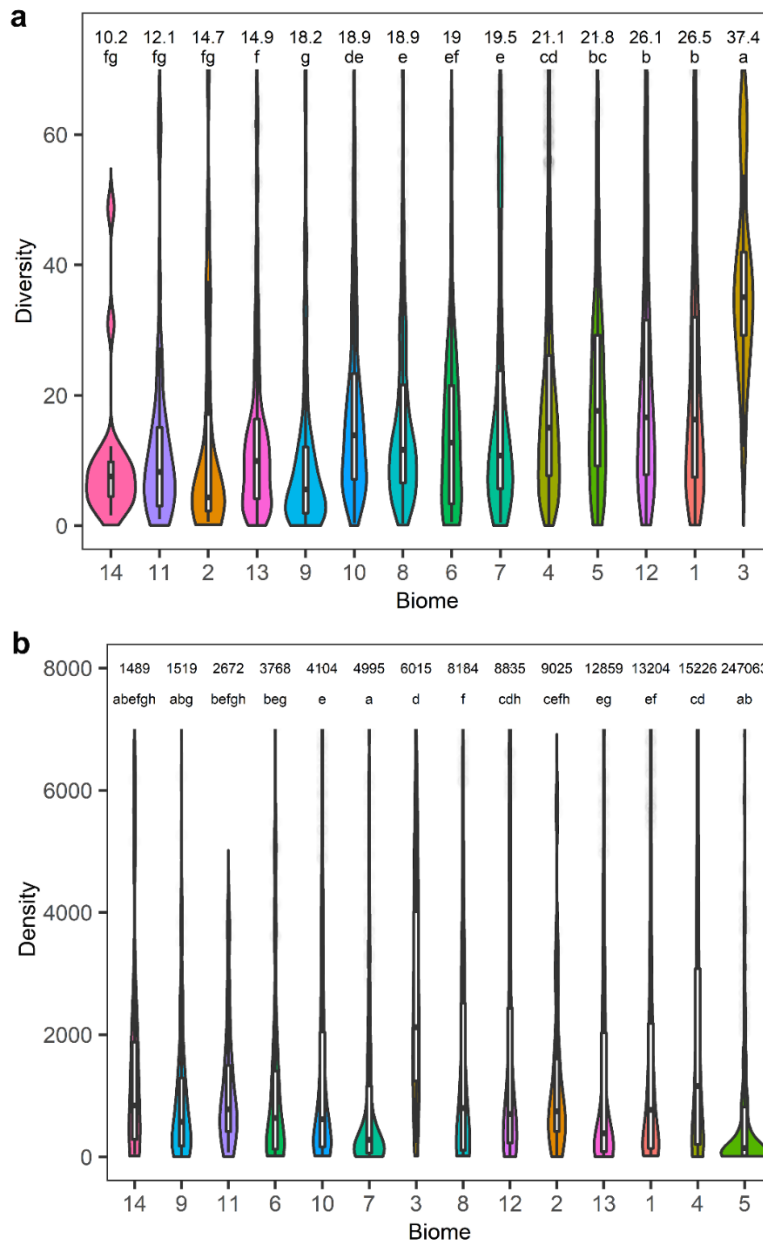 a
10.2 12.1 14.7 14.9 18.2 18.9 18.9 19 19.5 21.1 21.8 26.1 26.5 37.4
fg fg fg f g de e ef e cd bc b b a
60
40
20
0
Diversity
14 11 2 13 9 10 8 6 7 4 5 12 1 3
Biome
b
8000
1489 1519 2672 3768 4104 4995 6015 8184 8835 9025 12859 13204 15226 247063
abefgh abg befgh beg e a d f cdh cefh eg ef cd ab
6000
4000
2000
0
Density
14 9 11 6 10 7 3 8 12 2 13 1 4 5
Biome